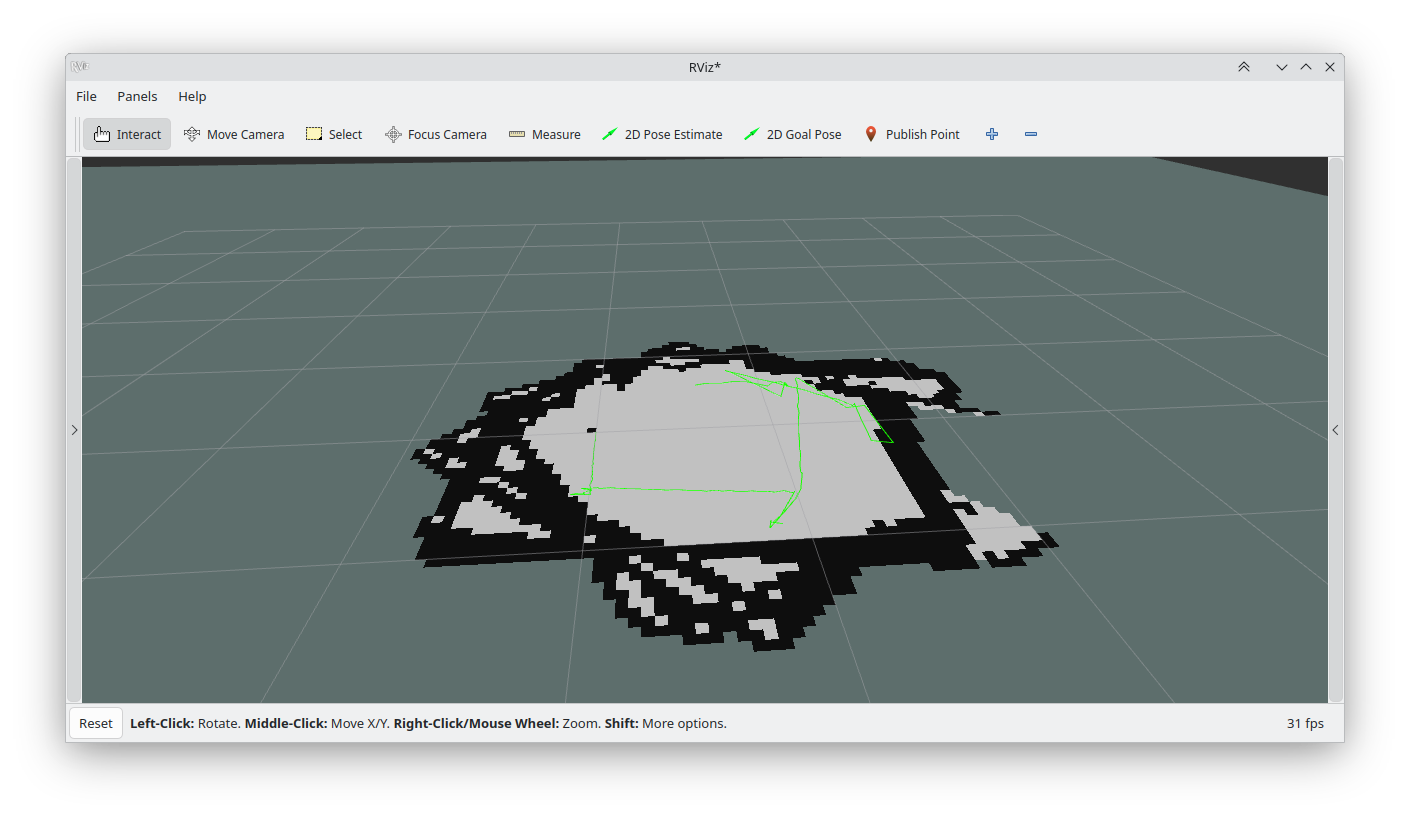 RViz
RViz*
File Panels Help
Interact Move Camera Select Focus Camera Measure 2D Pose Estimate 2D Goal Pose Publish Point
Reset Left-Click: Rotate. Middle-Click: Move X/Y. Right-Click/Mouse Wheel: Zoom. Shift: More options. 31 fps